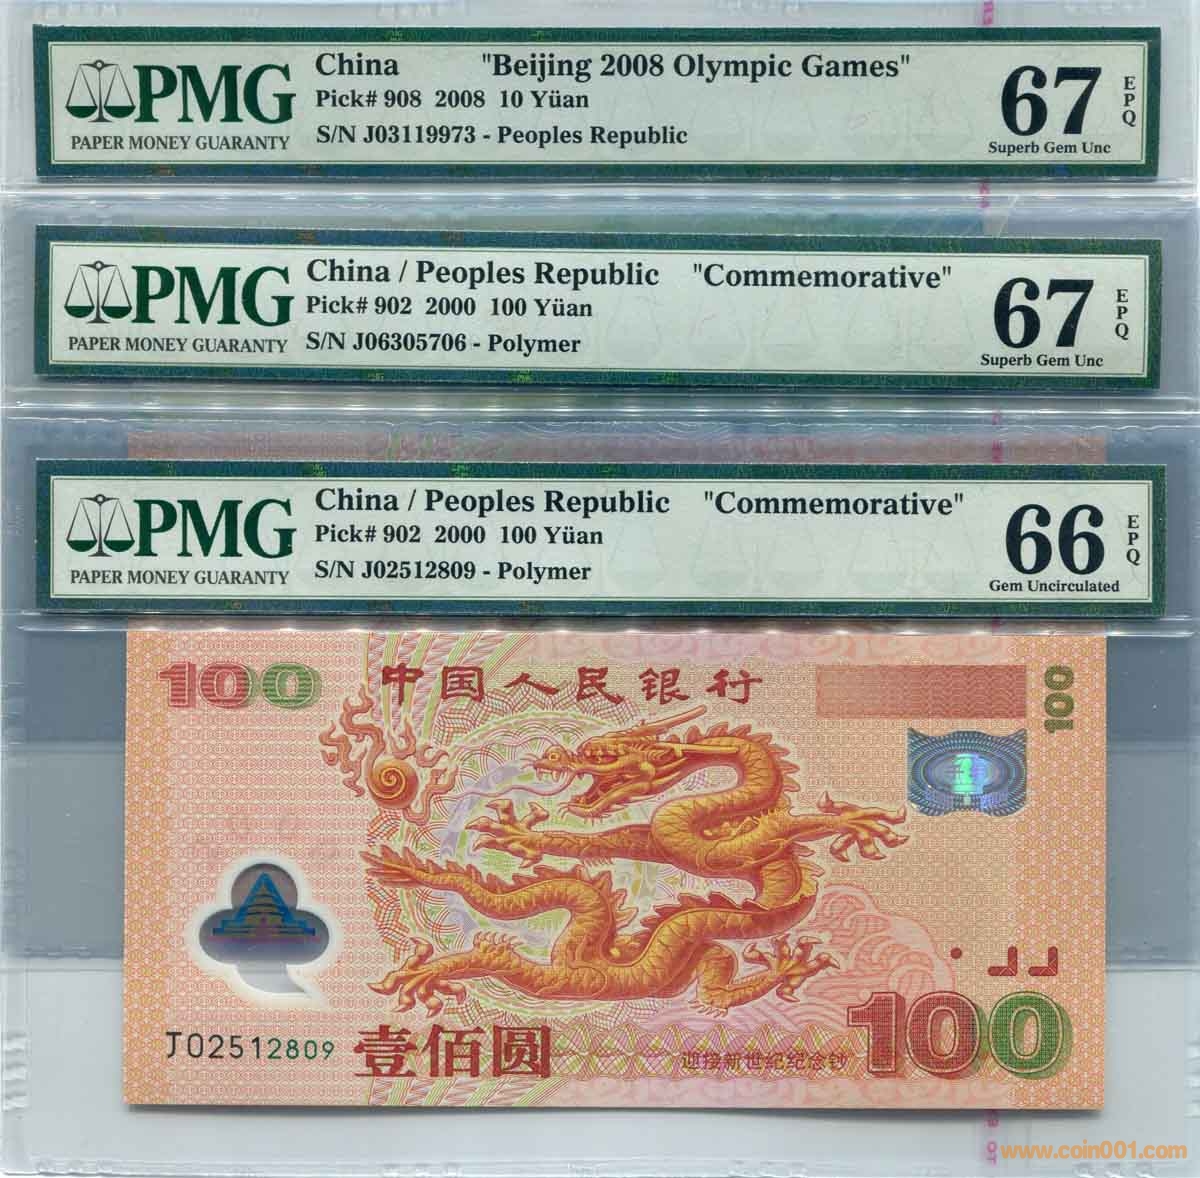 PMG
PAPER MONEY GUARANTY
China "Beijing 2008 Olympic Games"
Pick# 908 2008 10 Yüan
S/N J03119973 - Peoples Republic
67
EPQ
Superb Gem Unc
PMG
PAPER MONEY GUARANTY
China / Peoples Republic "Commemorative"
Pick# 902 2000 100 Yüan
S/N J06305706 - Polymer
67
EPQ
Superb Gem Unc
PMG
PAPER MONEY GUARANTY
China / Peoples Republic "Commemorative"
Pick# 902 2000 100 Yüan
S/N J02512809 - Polymer
66
EPQ
Gem Uncirculated
100
中国人民银行
100
J02512809
壹佰圆
迎接新世纪纪念钞
100
www.coin001.com